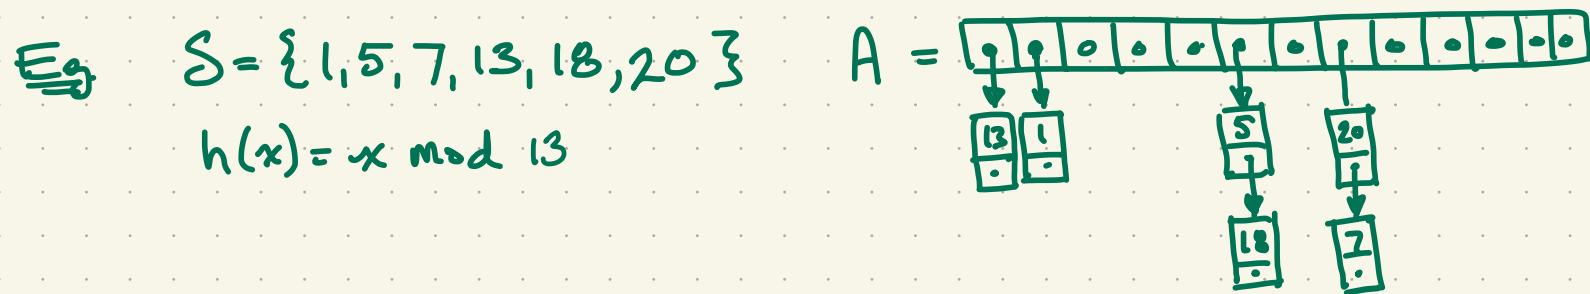 Eg S = {1, 5, 7, 13, 18, 20} A =
h(x) = x mod 13
13 1 5 20
18 7